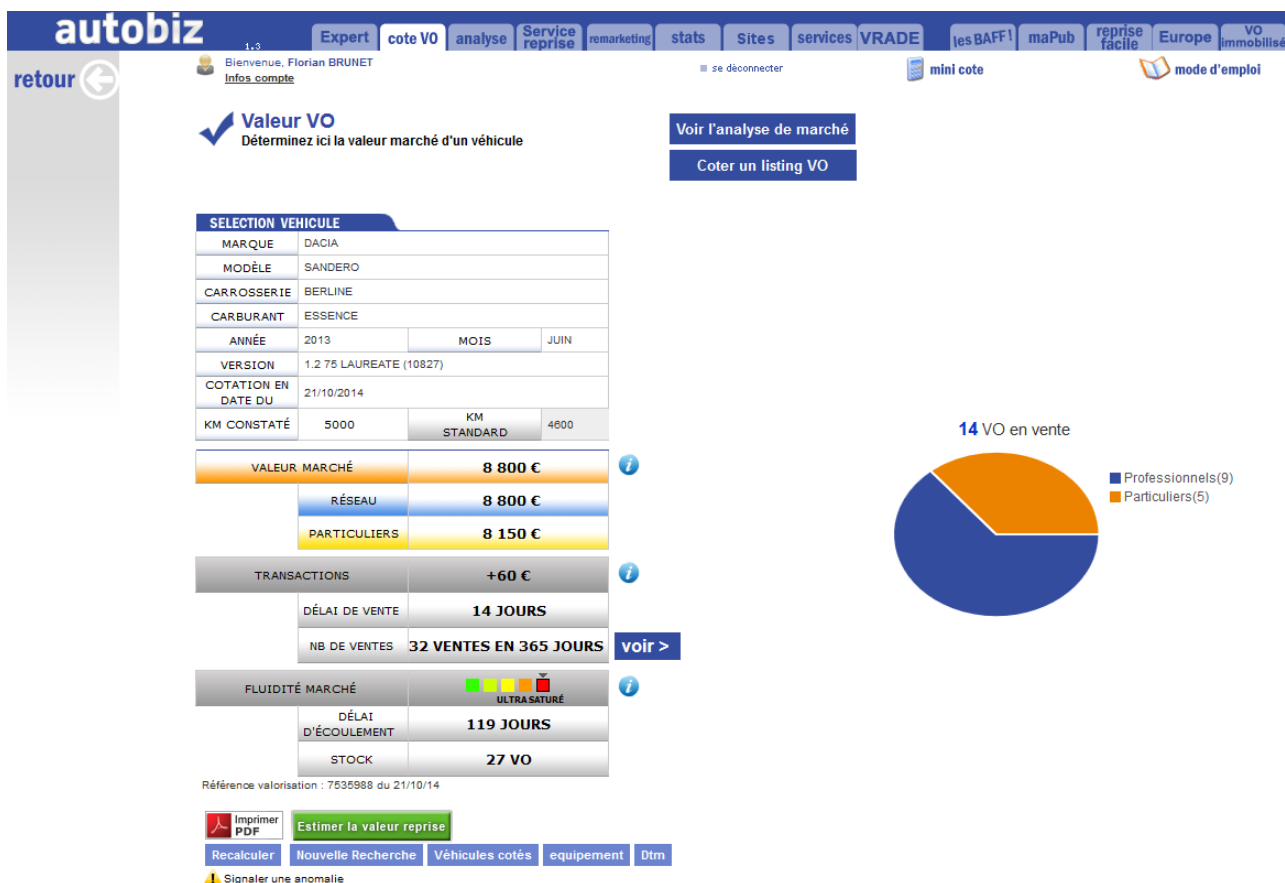 autobiz 1.3
Expert cote VO analyse Service reprise remarketing stats Sites services VRADE les BAFF! maPub reprise facile Europe VO immobilisé
retour
Bienvenue, Florian BRUNET
Infos compte
se déconnecter
mini cote
mode d'emploi
Valeur VO
Déterminez ici la valeur marché d'un véhicule
Voir l'analyse de marché
Coter un listing VO
SELECTION VEHICULE
MARQUE DACIA
MODÈLE SANDERO
CARROSSERIE BERLINE
CARBURANT ESSENCE
ANNÉE 2013 MOIS JUIN
VERSION 1.2 75 LAUREATE (10827)
COTATION EN DATE DU 21/10/2014
KM CONSTATÉ 5000 KM STANDARD 4600
VALEUR MARCHÉ 8 800 €
RÉSEAU 8 800 €
PARTICULIERS 8 150 €
TRANSACTIONS +60 €
DÉLAI DE VENTE 14 JOURS
NB DE VENTES 32 VENTES EN 365 JOURS voir >
FLUIDITÉ MARCHÉ ULTRA SATURÉ
DÉLAI D'ÉCOULEMENT 119 JOURS
STOCK 27 VO
Référence valorisation : 7535988 du 21/10/14
Imprimer PDF
Estimer la valeur reprise
Recalculer Nouvelle Recherche Véhicules cotés equipement Dtm
Signaler une anomalie
14 VO en vente
Professionnels(9)
Particuliers(5)